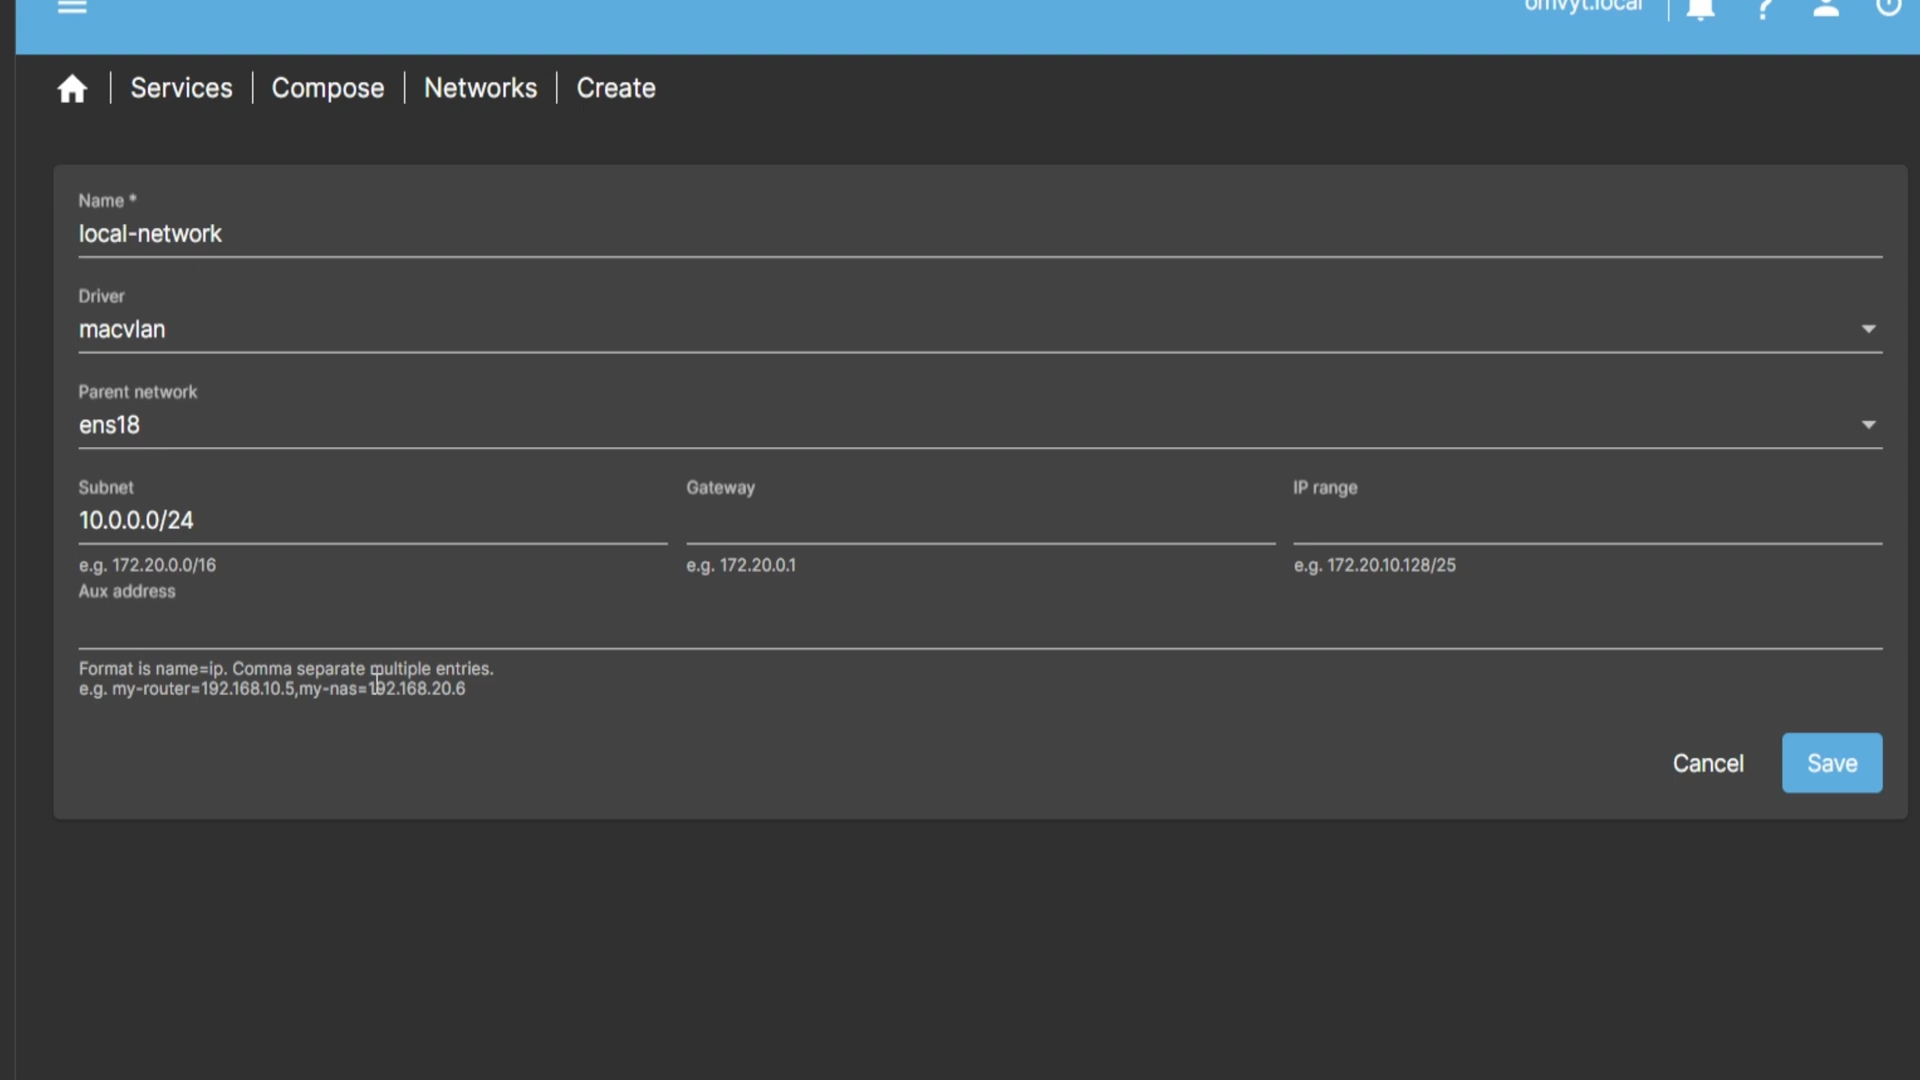 omvyt.local
Services | Compose | Networks | Create
Name *
local-network
Driver
macvlan
Parent network
ens18
Subnet Gateway IP range
10.0.0.0/24
e.g. 172.20.0.0/16 e.g. 172.20.0.1 e.g. 172.20.10.128/25
Aux address
Format is name=ip. Comma separate multiple entries.
e.g. my-router=192.168.10.5,my-nas=192.168.20.6
Cancel Save